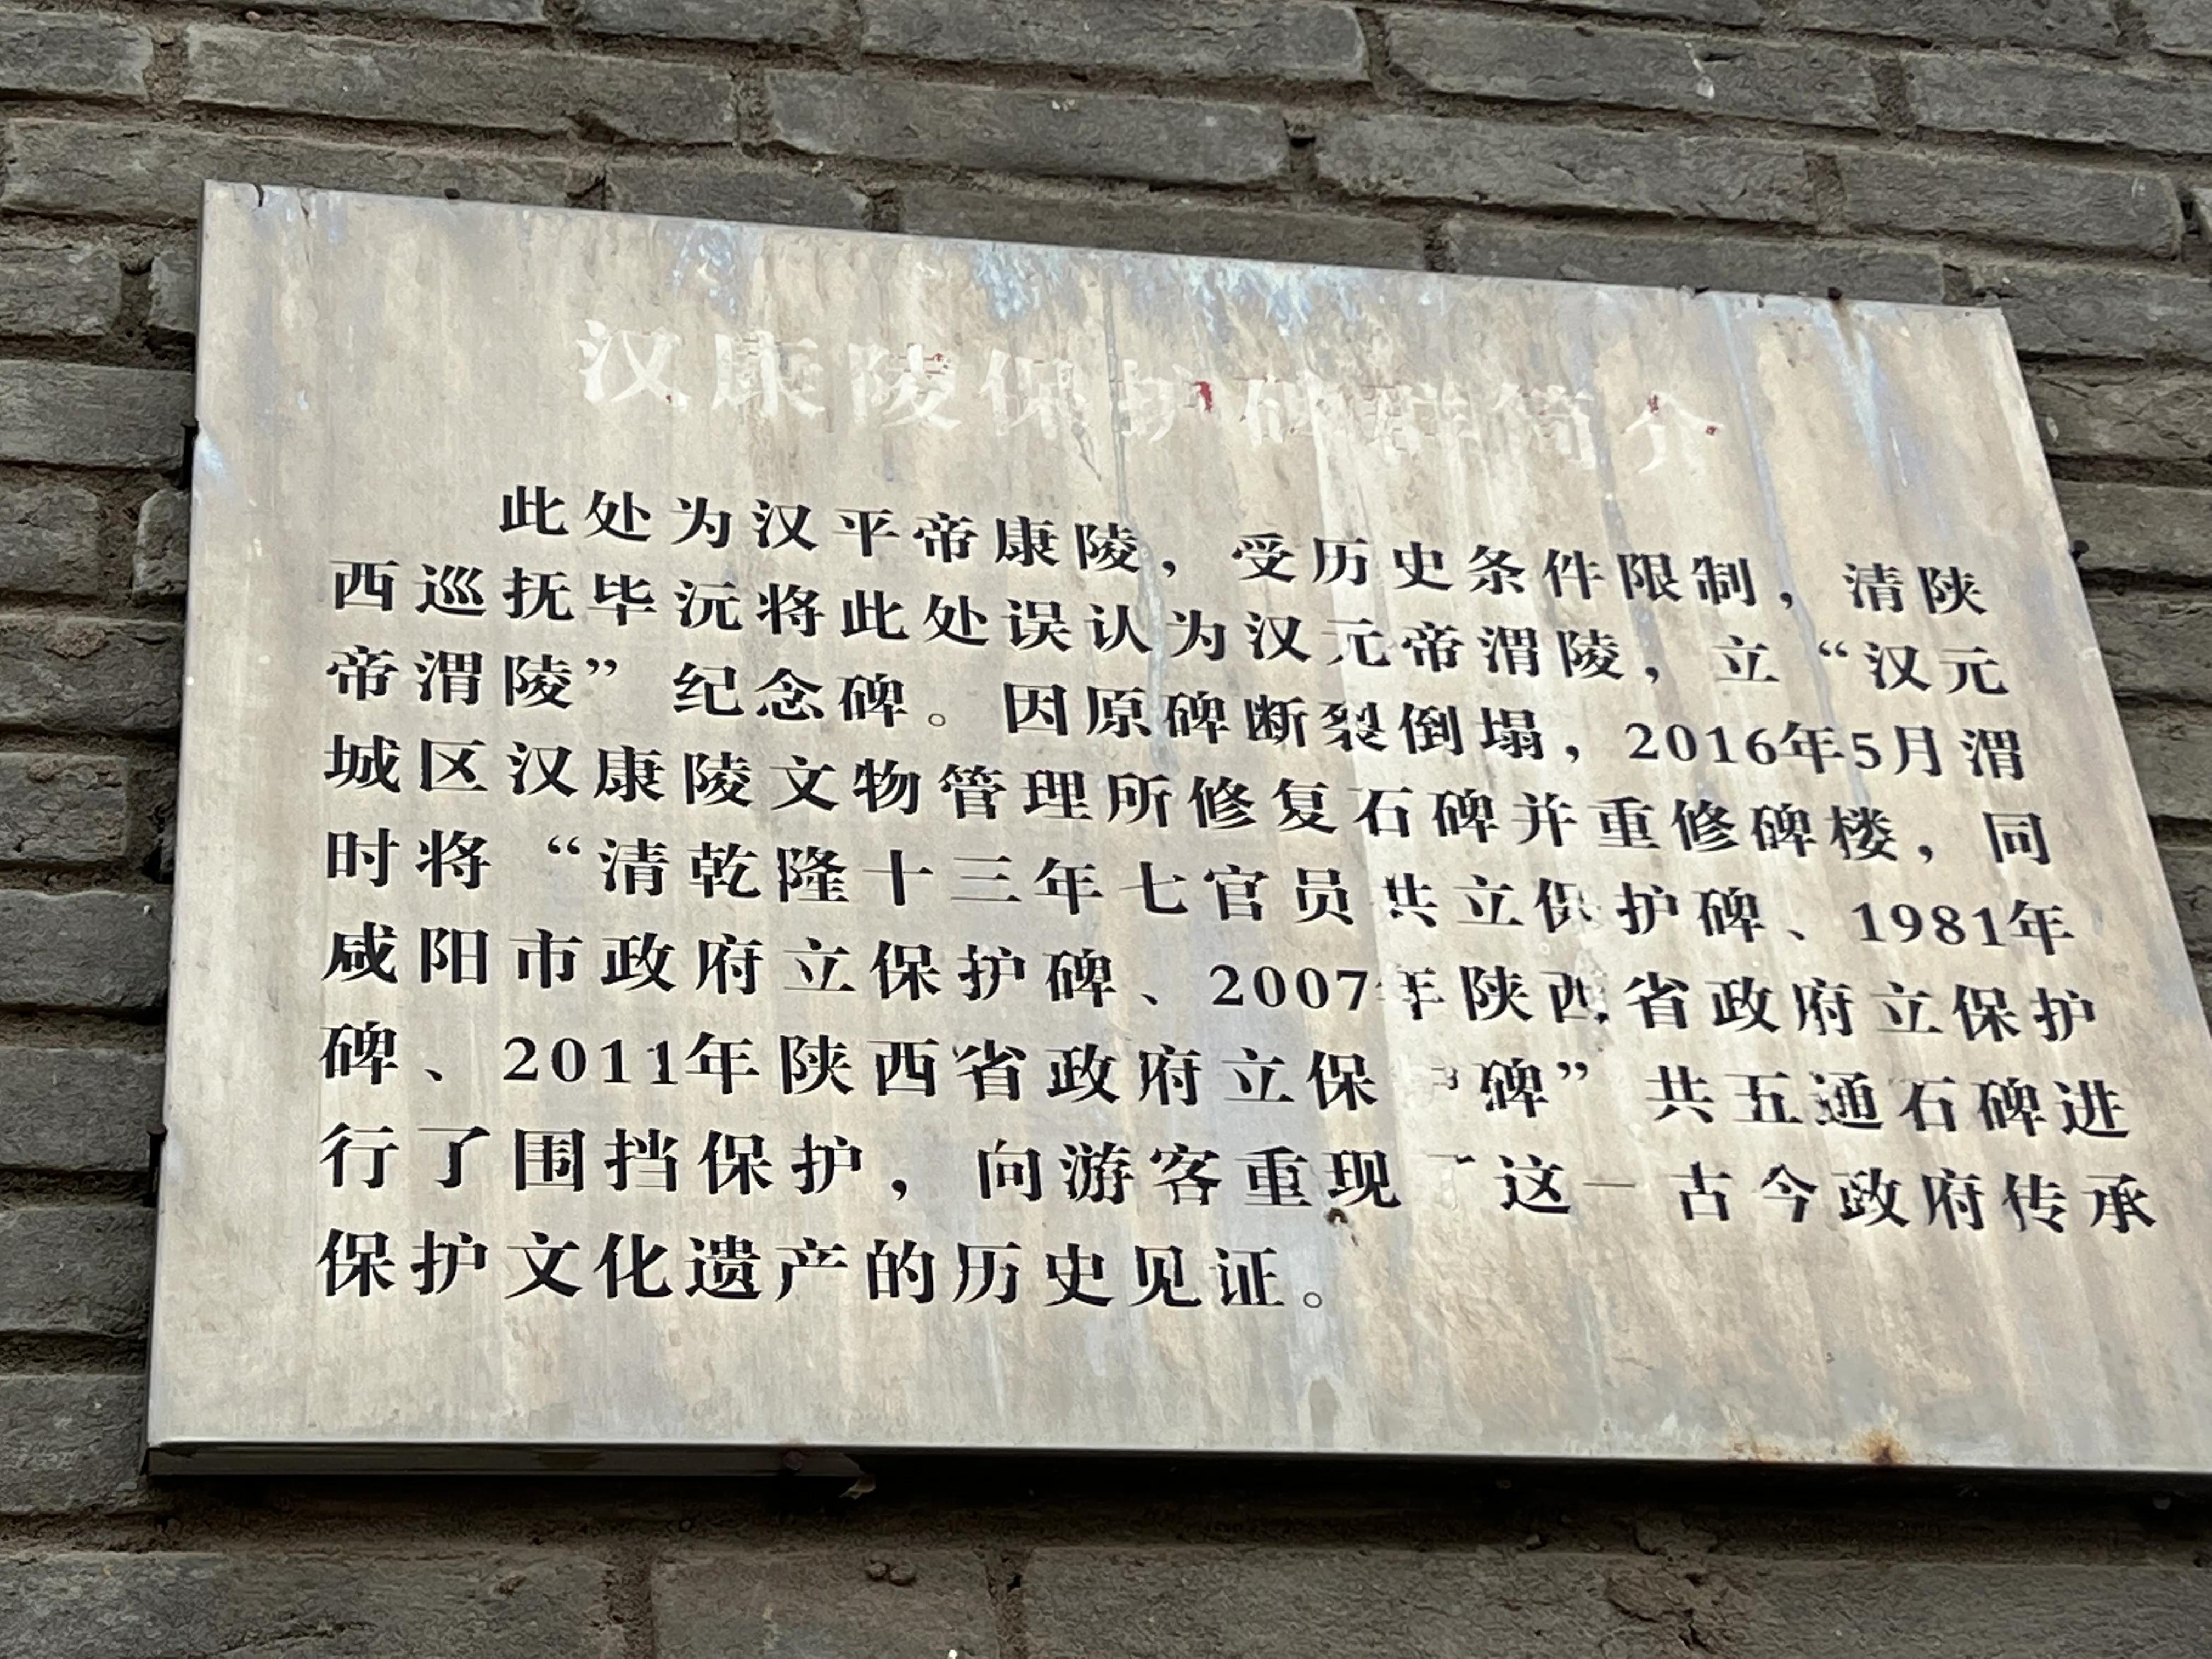 汉康陵保护碑群简介
此处为汉平帝康陵，受历史条件限制，清陕
西巡抚毕沅将此处误认为汉元帝渭陵，立“汉元
帝渭陵”纪念碑。因原碑断裂倒塌，2016年5月渭
城区汉康陵文物管理所修复石碑并重修碑楼，同
时将“清乾隆十三年七官员共立保护碑、1981年
咸阳市政府立保护碑、2007年陕西省政府立保护
碑、2011年陕西省政府立保护碑”共五通石碑进
行了围挡保护，向游客重现了这一古今政府传承
保护文化遗产的历史见证。